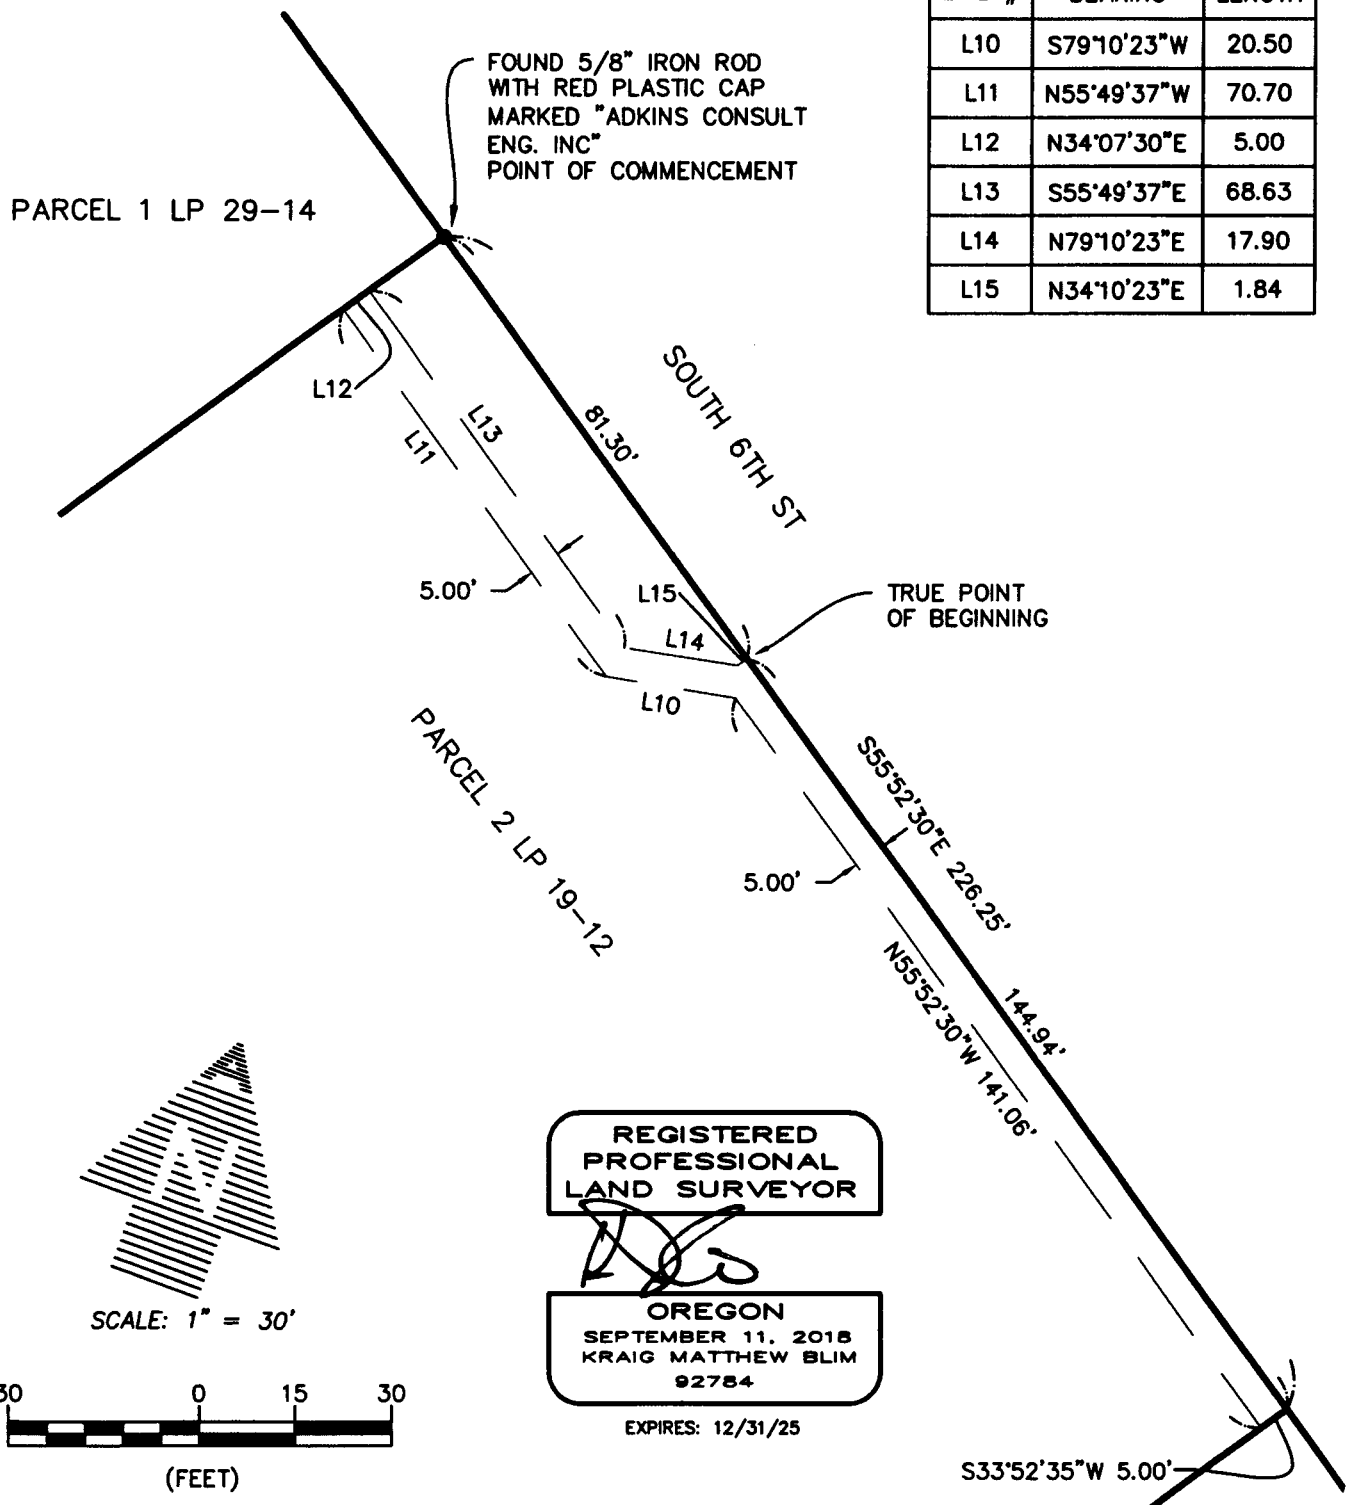 BEARING
LENGTH
L10 S79°10'23"W 20.50
L11 N55°49'37"W 70.70
L12 N34°07'30"E 5.00
L13 S55°49'37"E 68.63
L14 N79°10'23"E 17.90
L15 N34°10'23"E 1.84
FOUND 5/8" IRON ROD
WITH RED PLASTIC CAP
MARKED "ADKINS CONSULT
ENG. INC"
POINT OF COMMENCEMENT
PARCEL 1 LP 29-14
L12
L11
L13
81.30'
SOUTH 6TH ST
5.00'
L15
L14
L10
TRUE POINT
OF BEGINNING
PARCEL 2 LP 19-12
S55°52'30"E 226.25'
5.00'
N55°52'30"W 141.06'
144.94'
N
SCALE: 1" = 30'
30 0 15 30
(FEET)
REGISTERED
PROFESSIONAL
LAND SURVEYOR
OREGON
SEPTEMBER 11, 2018
KRAIG MATTHEW BLIM
92784
EXPIRES: 12/31/25
S33°52'35"W 5.00'